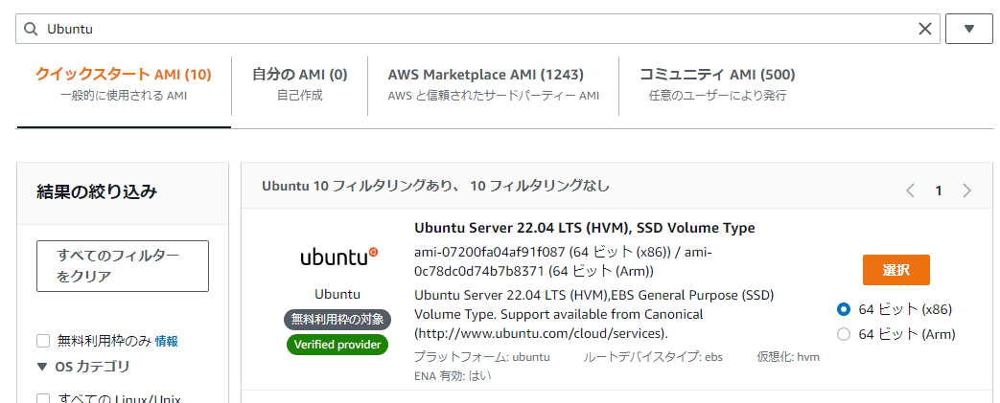 Ubuntu
クイックスタート AMI (10)
一般的に使用される AMI
自分の AMI (0)
自己作成
AWS Marketplace AMI (1243)
AWS と信頼されたサードパーティー AMI
コミュニティ AMI (500)
任意のユーザーにより発行
結果の絞り込み
すべてのフィルター
をクリア
無料利用枠のみ 情報
OS カテゴリ
すべての Linux/Unix
Ubuntu 10 フィルタリングあり、 10 フィルタリングなし
1
ubuntu
Ubuntu
無料利用枠の対象
Verified provider
Ubuntu Server 22.04 LTS (HVM), SSD Volume Type
ami-07200fa04af91f087 (64 ビット (x86)) / ami-
0c78dc0d74b7b8371 (64 ビット (Arm))
Ubuntu Server 22.04 LTS (HVM),EBS General Purpose (SSD)
Volume Type. Support available from Canonical
(http://www.ubuntu.com/cloud/services).
プラットフォーム: ubuntu ルートデバイスタイプ: ebs 仮想化: hvm
ENA 有効: はい
選択
64 ビット (x86)
64 ビット (Arm)